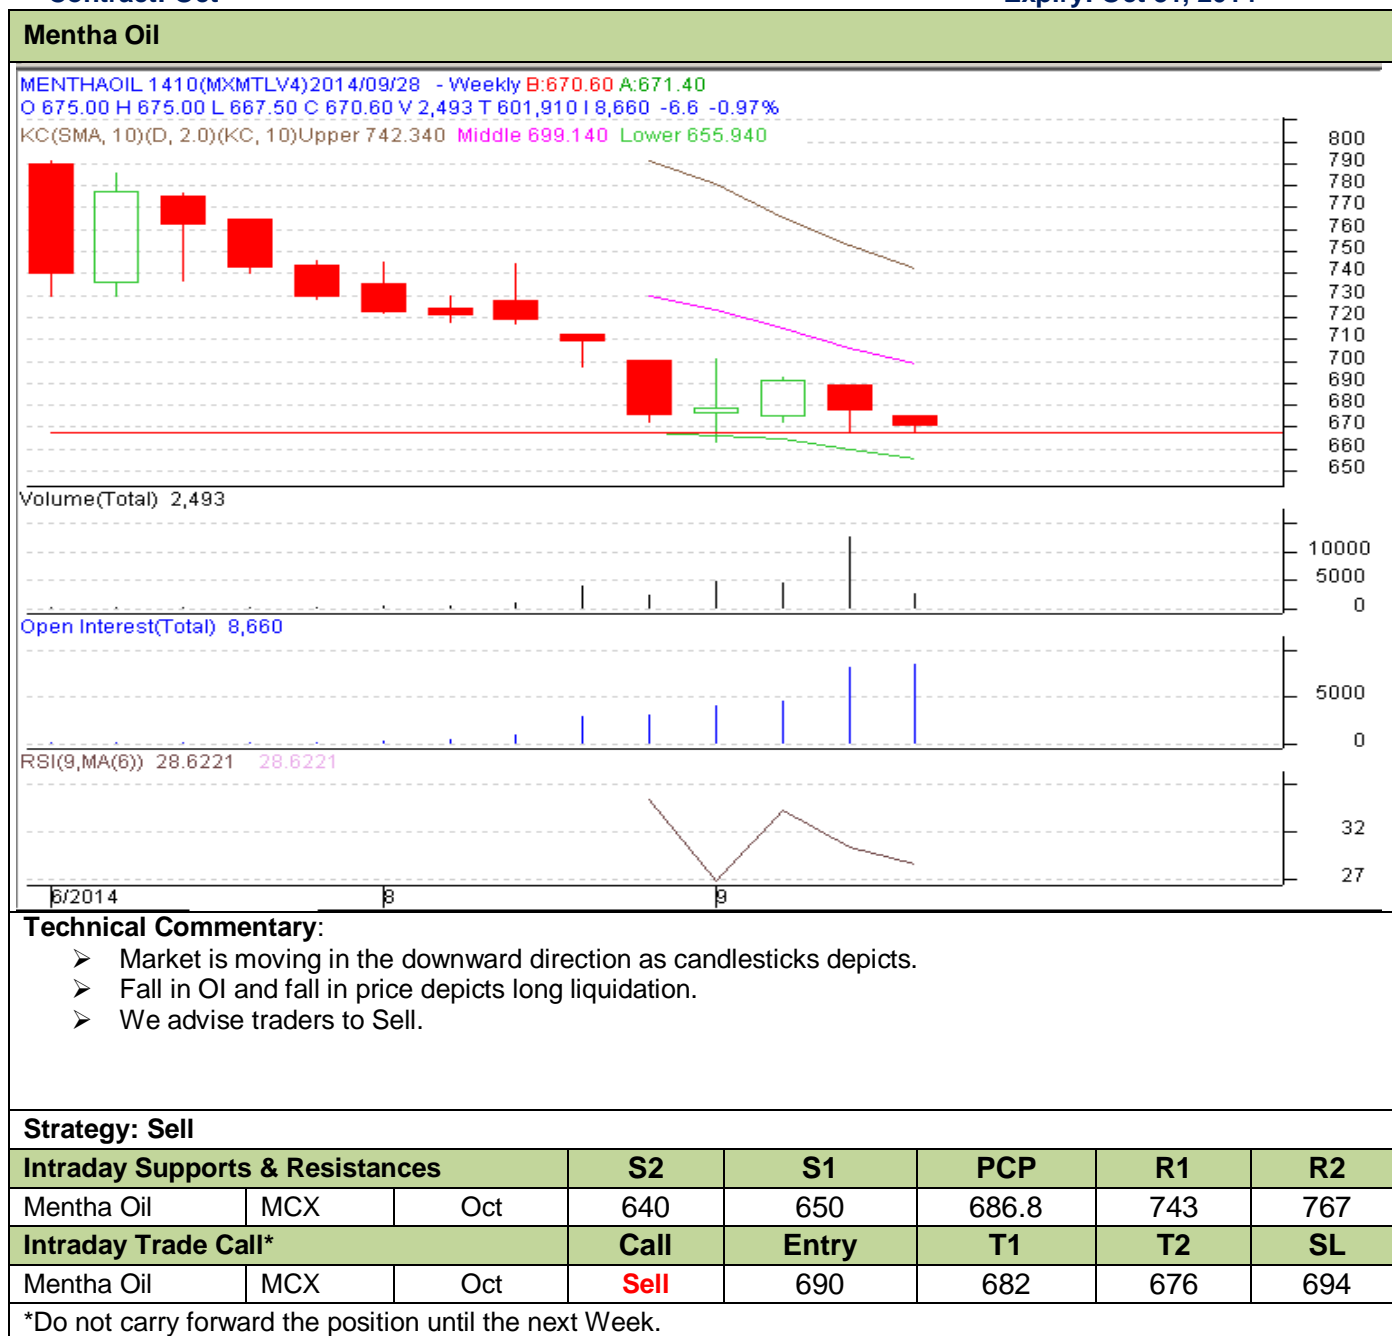 Mentha Oil
MENTHAOIL 1410(MXMTLV4)2014/09/28 - Weekly B:670.60 A:671.40
O 675.00 H 675.00 L 667.50 C 670.60 V 2,493 T 601,910 I 8,660 -6.6 -0.97%
KC(SMA, 10)(D, 2.0)(KC, 10)Upper 742.340 Middle 699.140 Lower 655.940
800
790
780
770
760
750
740
730
720
710
700
690
680
670
660
650
Volume(Total) 2,493
10000
5000
0
Open Interest(Total) 8,660
5000
0
RSI(9,MA(6)) 28.6221 28.6221
32
27
6/2014 8 9
Technical Commentary:
➢ Market is moving in the downward direction as candlesticks depicts.
➢ Fall in OI and fall in price depicts long liquidation.
➢ We advise traders to Sell.
Strategy: Sell
Intraday Supports & Resistances S2 S1 PCP R1 R2
Mentha Oil MCX Oct 640 650 686.8 743 767
Intraday Trade Call* Call Entry T1 T2 SL
Mentha Oil MCX Oct Sell 690 682 676 694
*Do not carry forward the position until the next Week.